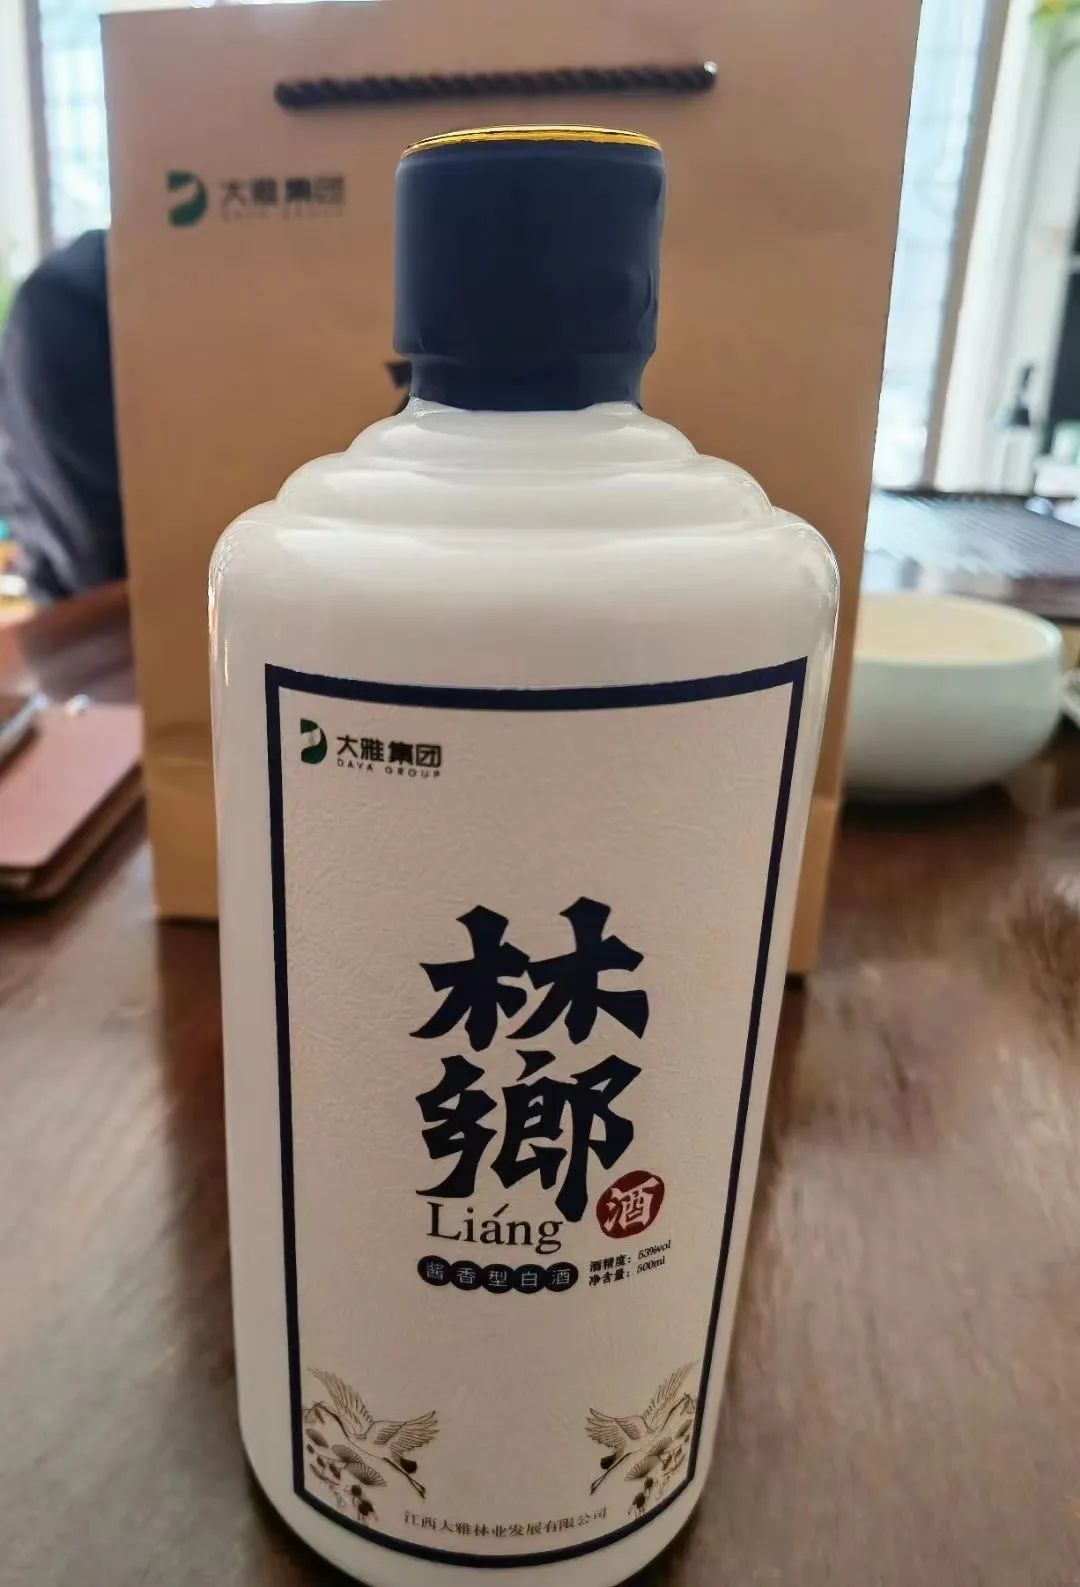 大雅集团
大雅集团
DAYA GROUP
林
鄉
酒
Liáng
酱香型白酒
酒精度：53%vol
净含量：500ml
江西大雅林业发展有限公司